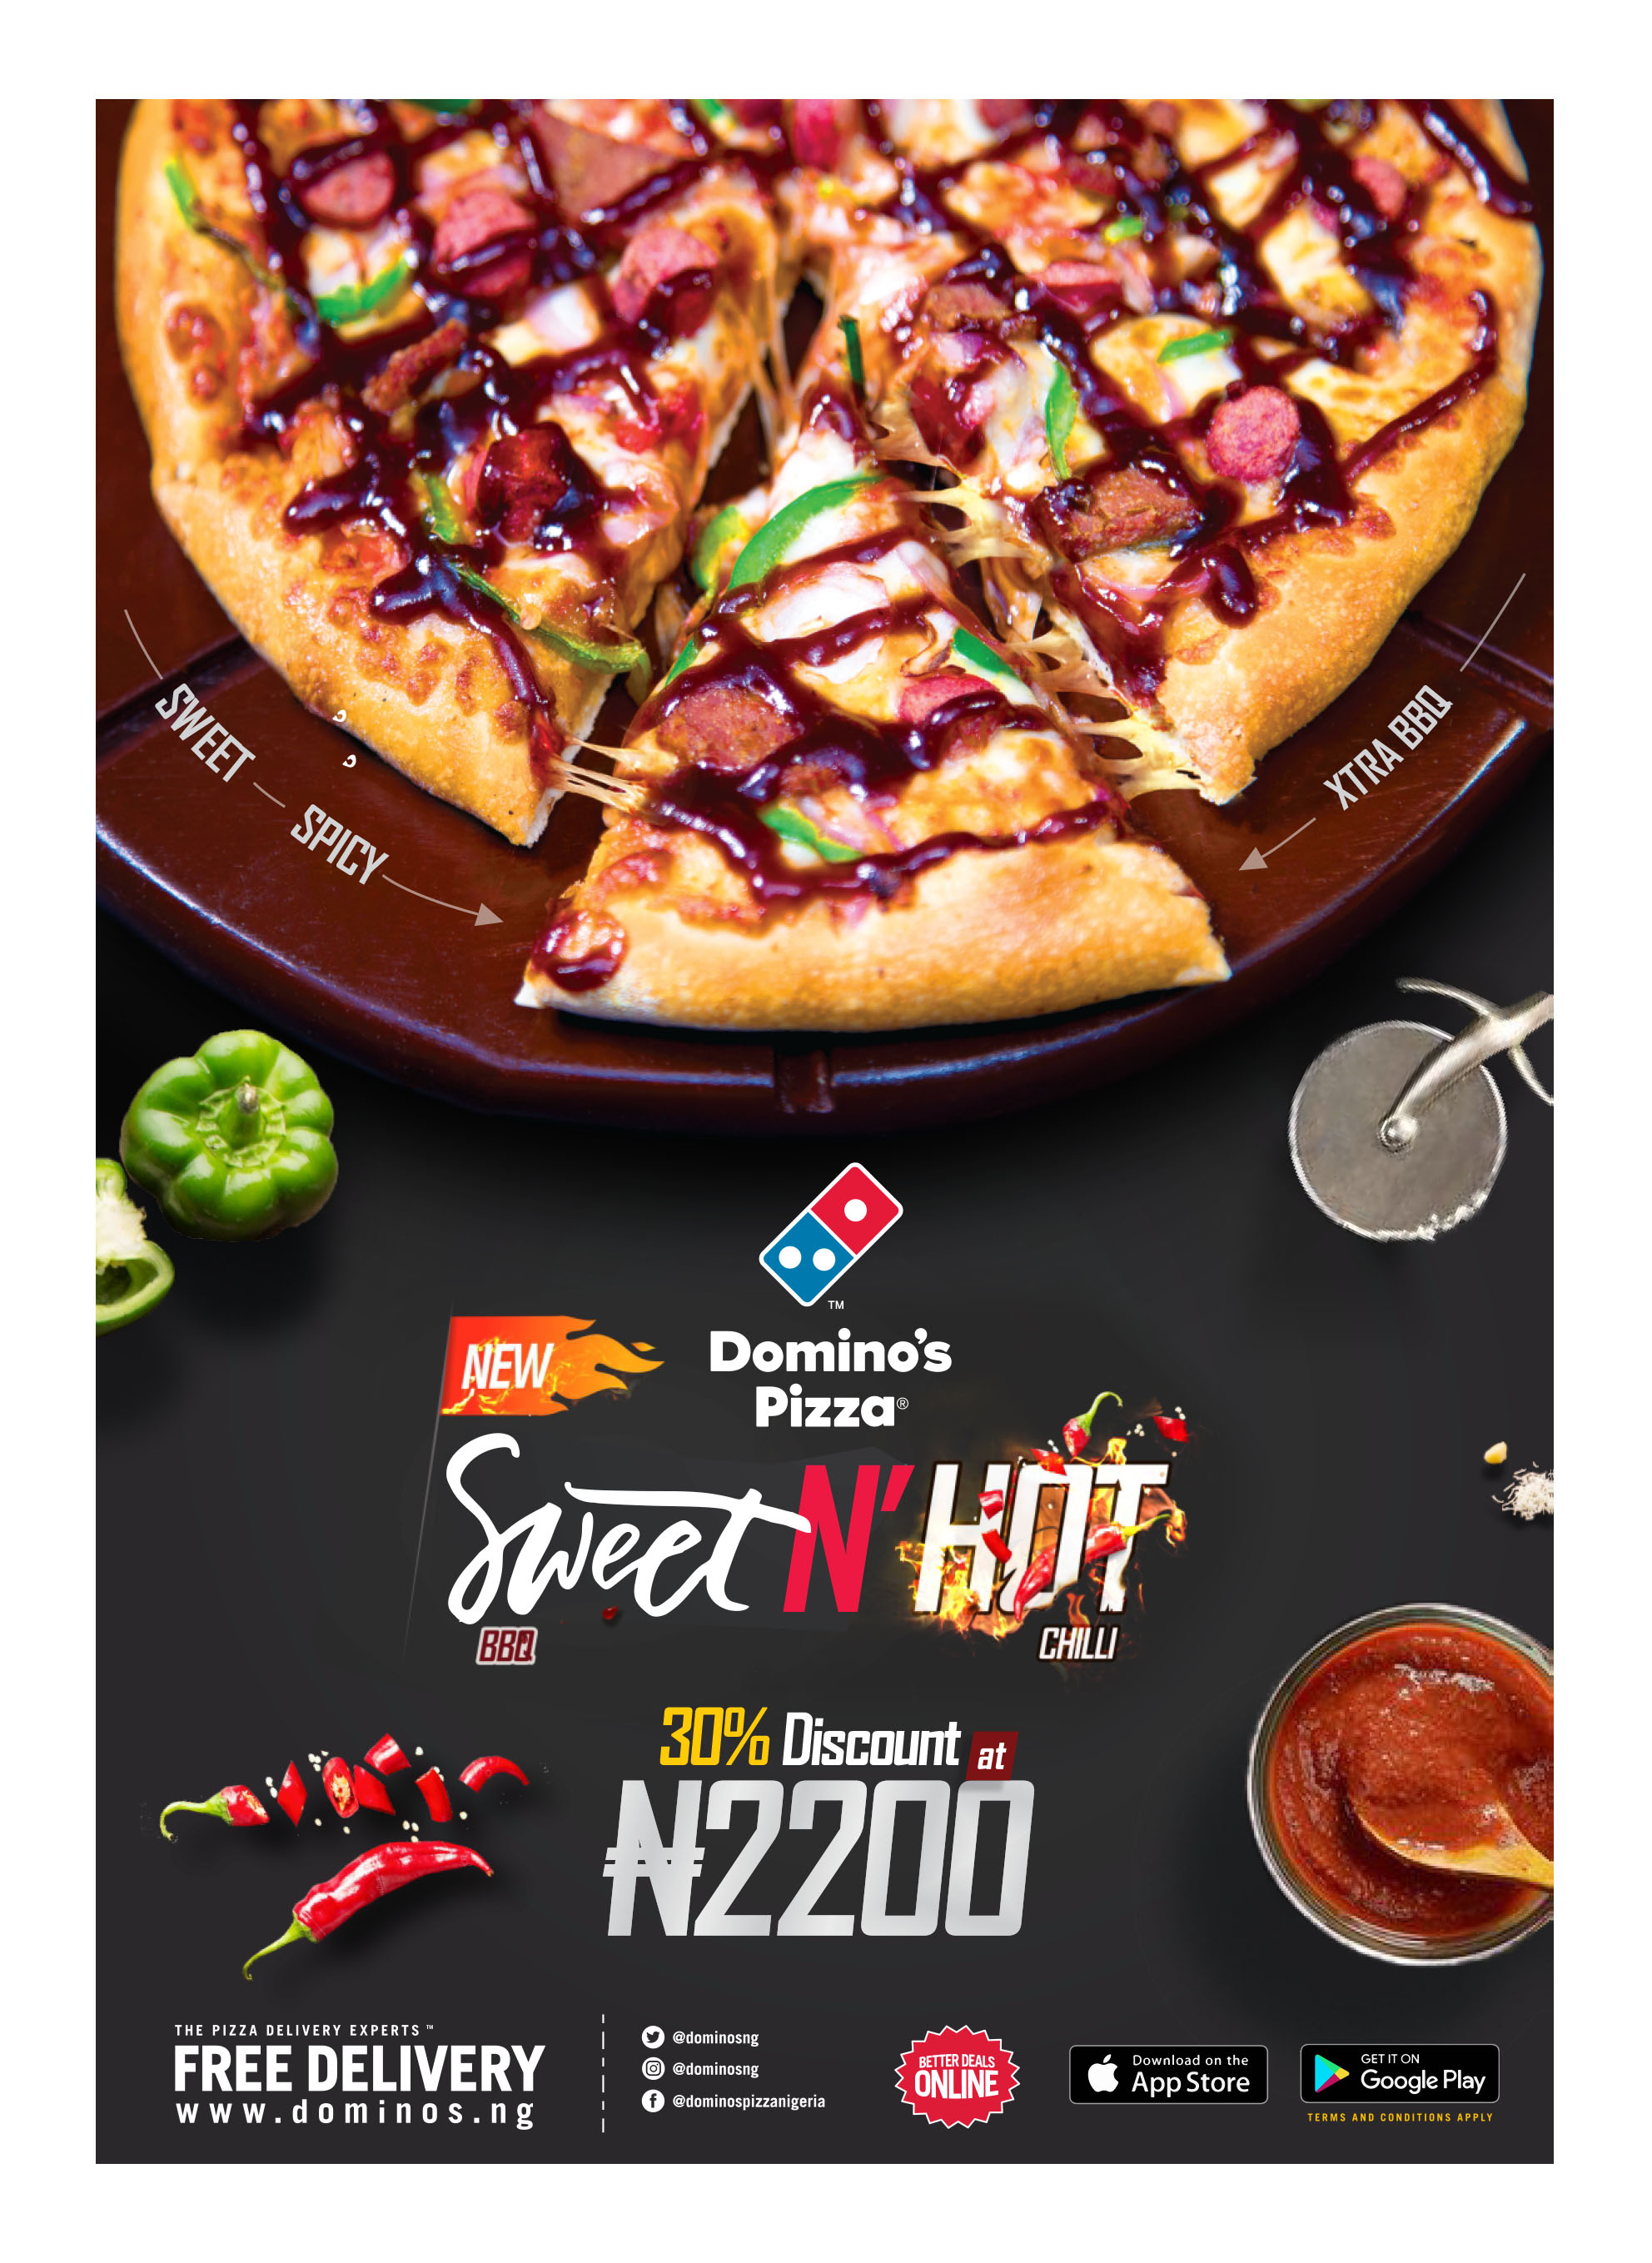 SWEET
SPICY
XTRA BBQ
TM
Domino's
Pizza®
NEW
Sweet N' HOT
BBQ
CHILLI
30% Discount at
₦2200
THE PIZZA DELIVERY EXPERTS™
FREE DELIVERY
www.dominos.ng
@dominosng
@dominosng
@dominospizzanigeria
BETTER DEALS
ONLINE
Download on the
App Store
GET IT ON
Google Play
TERMS AND CONDITIONS APPLY